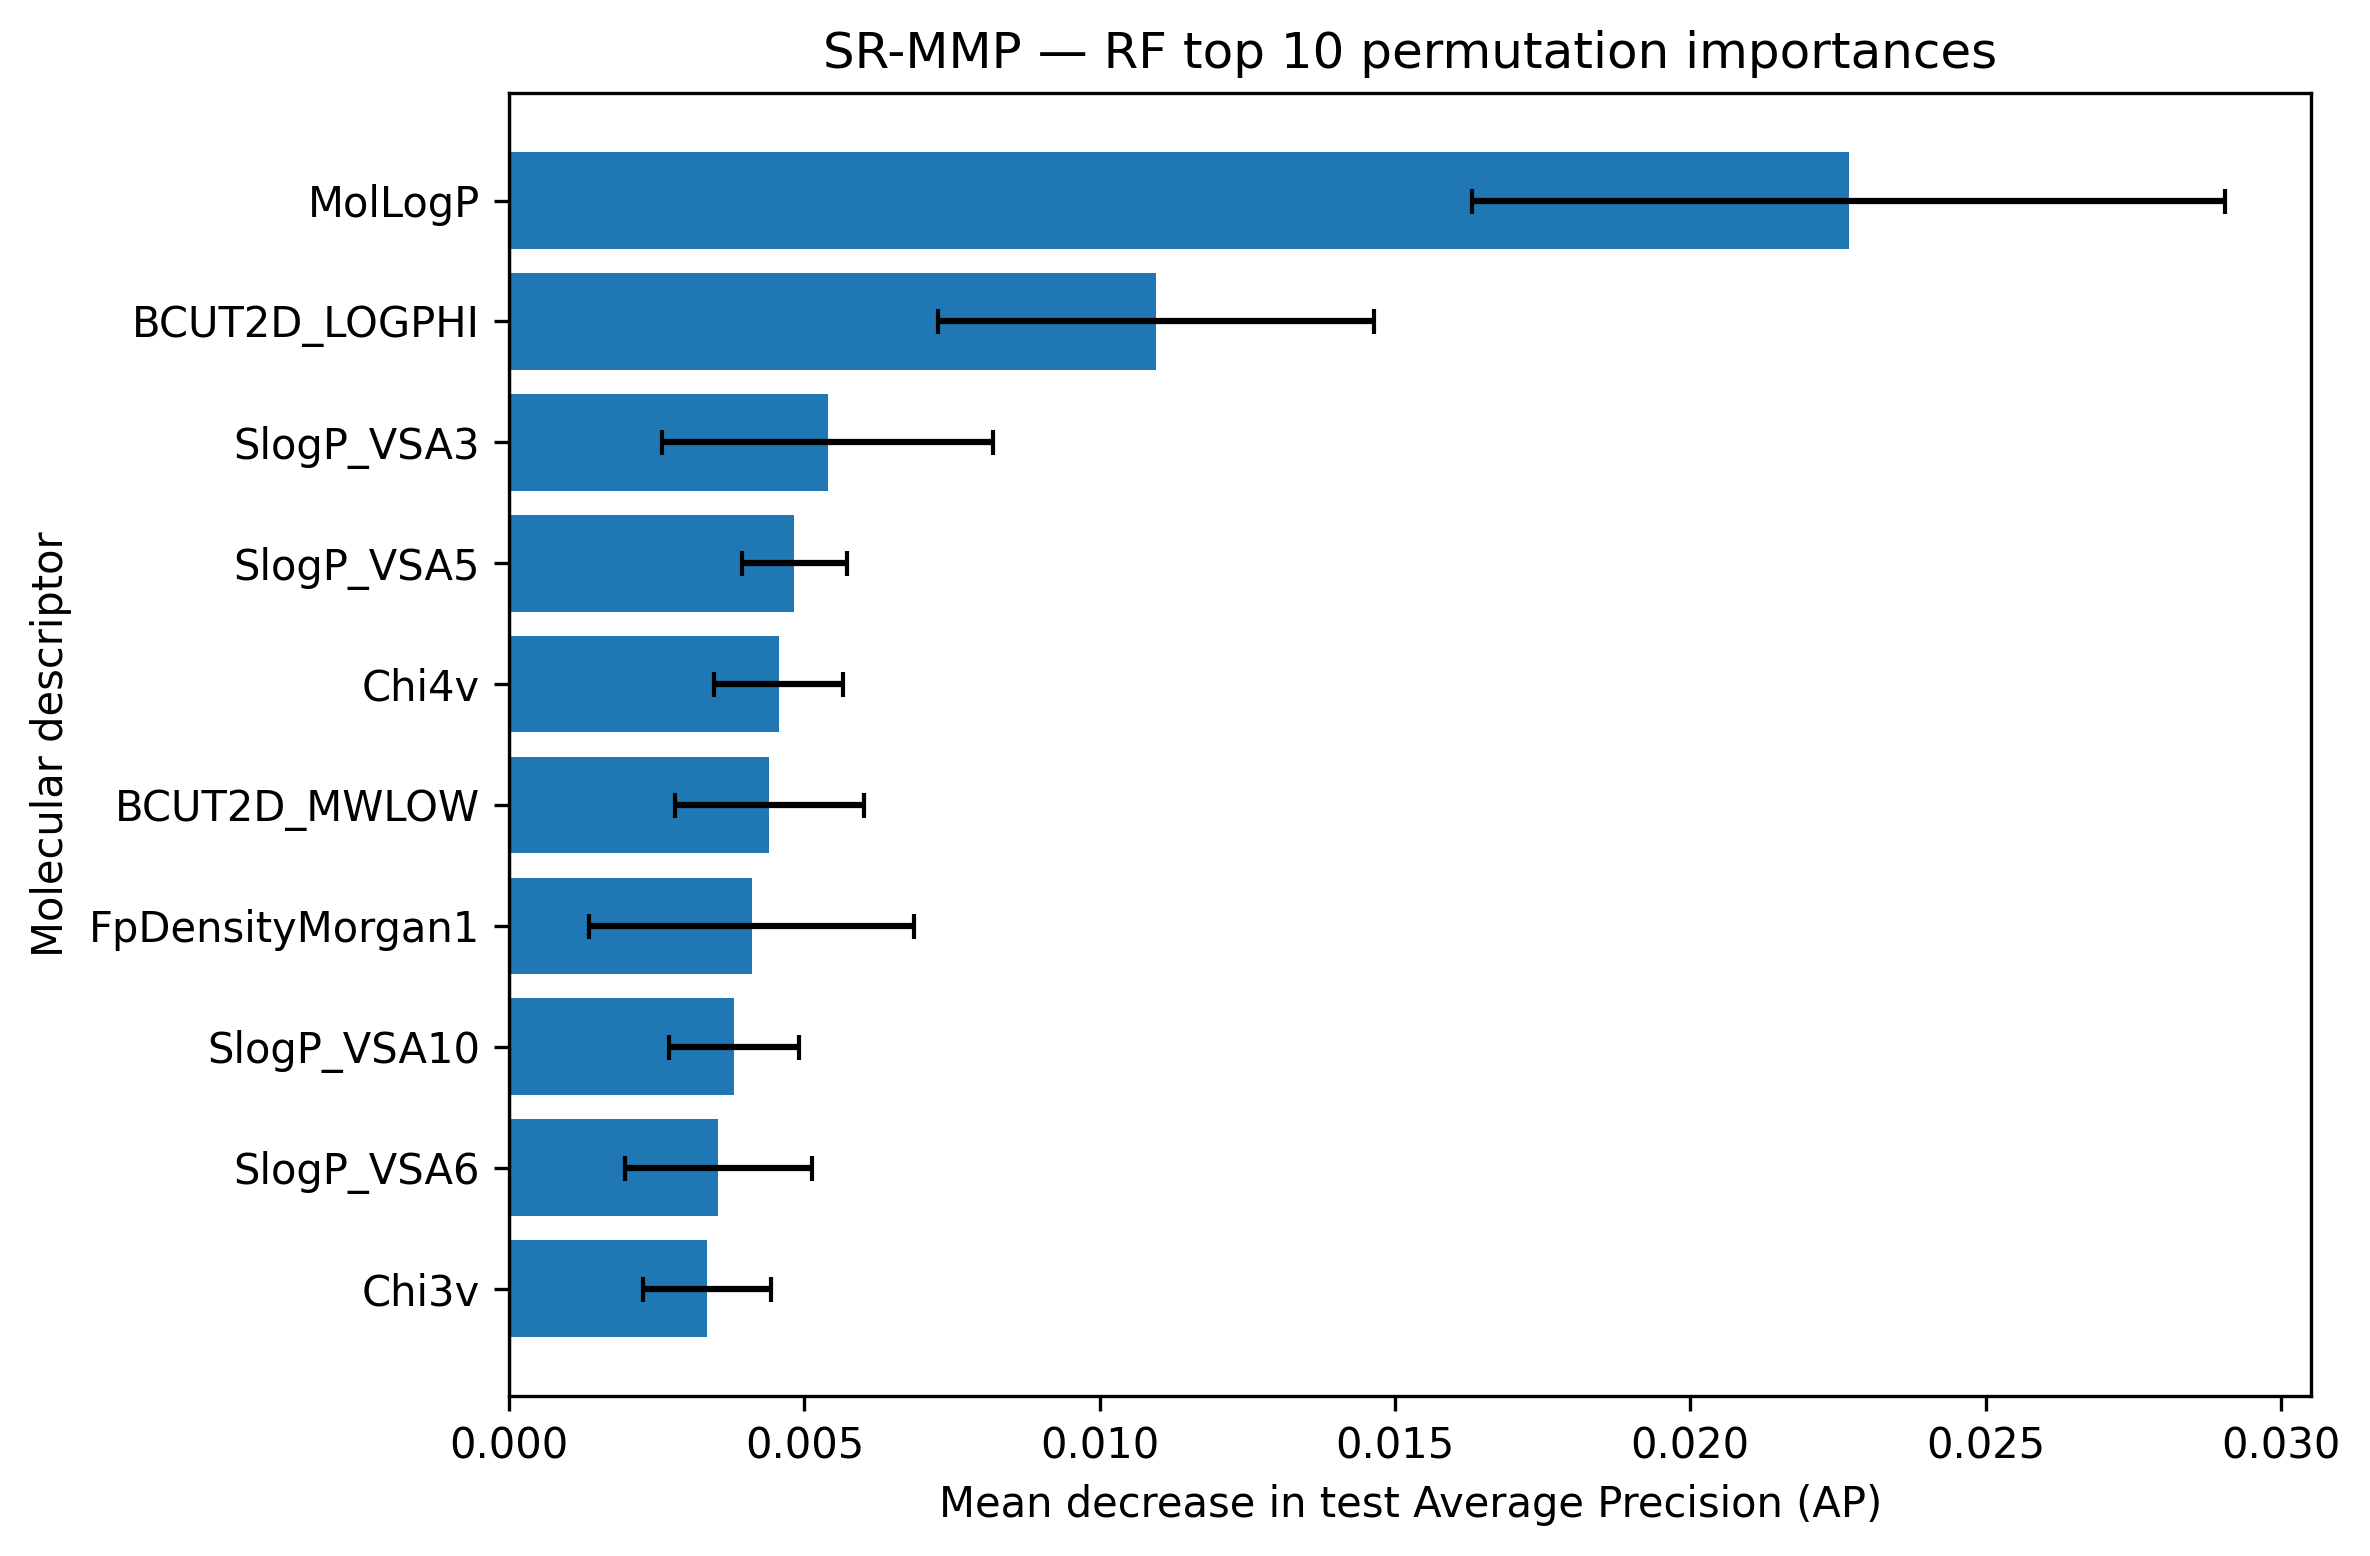 SR-MMP — RF top 10 permutation importances
Molecular descriptor
MolLogP
BCUT2D_LOGPHI
SlogP_VSA3
SlogP_VSA5
Chi4v
BCUT2D_MWLOW
FpDensityMorgan1
SlogP_VSA10
SlogP_VSA6
Chi3v
0.000 0.005 0.010 0.015 0.020 0.025 0.030
Mean decrease in test Average Precision (AP)